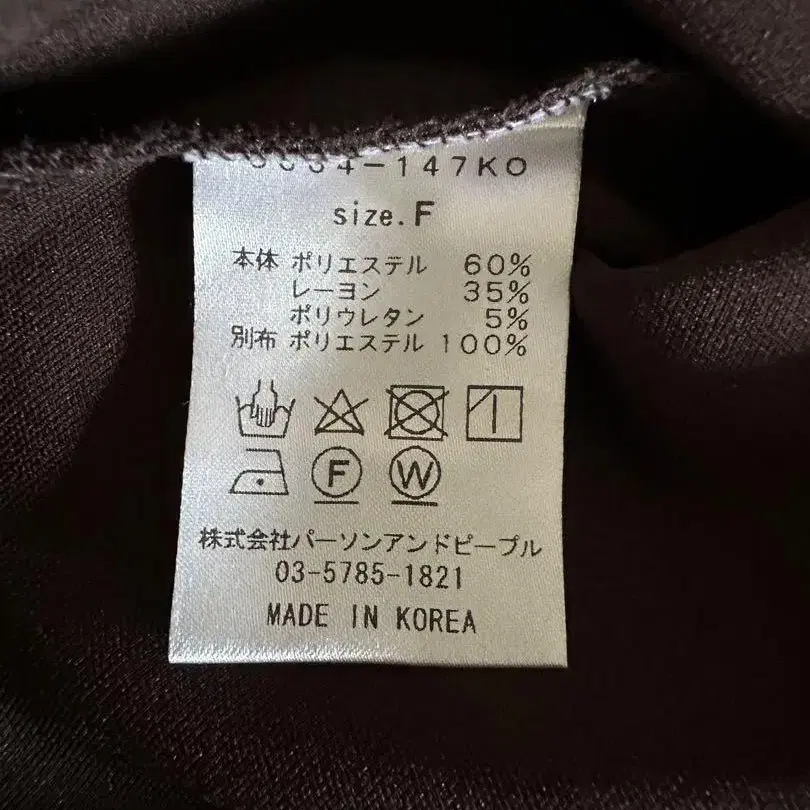 34-147KO
size.F
本体 ポリエステル 60%
レーヨン 35%
ポリウレタン 5%
別布 ポリエステル 100%
F W
株式会社パーソンアンドピープル
03-5785-1821
MADE IN KOREA